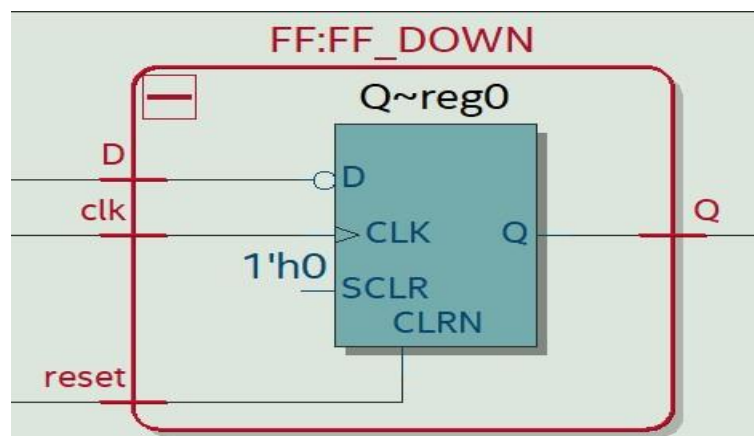 FF:FF_DOWN
Q~reg0
D
D
clk
CLK
Q
Q
1'h0
SCLR
CLRN
reset